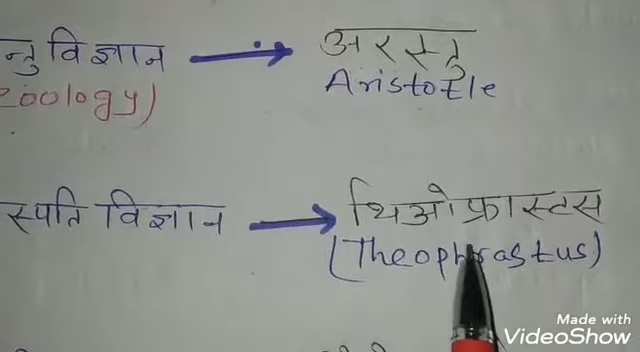 न्तु विज्ञान → अरस्तु
Zoology) Aristotle
स्पति विज्ञान → थिओफ्रास्टस
(Theophrastus)
Made with
VideoShow